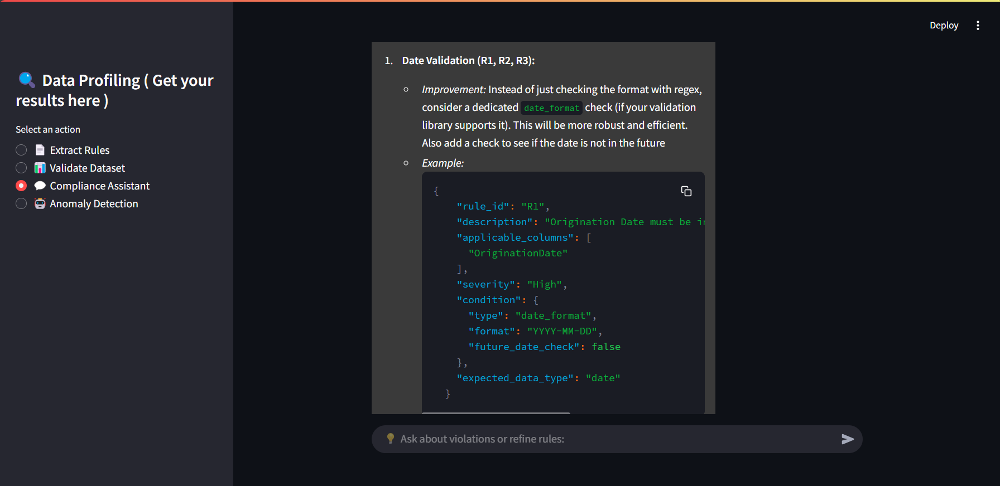 Deploy
Data Profiling ( Get your
results here )
Select an action
Extract Rules
Validate Dataset
Compliance Assistant
Anomaly Detection
1. Date Validation (R1, R2, R3):
Improvement: Instead of just checking the format with regex,
consider a dedicated date_format check (if your validation
library supports it). This will be more robust and efficient.
Also add a check to see if the date is not in the future
Example:
{
"rule_id": "R1",
"description": "Origination Date must be in
"applicable_columns": [
"OriginationDate"
],
"severity": "High",
"condition": {
"type": "date_format",
"format": "YYYY-MM-DD",
"future_date_check": false
},
"expected_data_type": "date"
}
Ask about violations or refine rules: